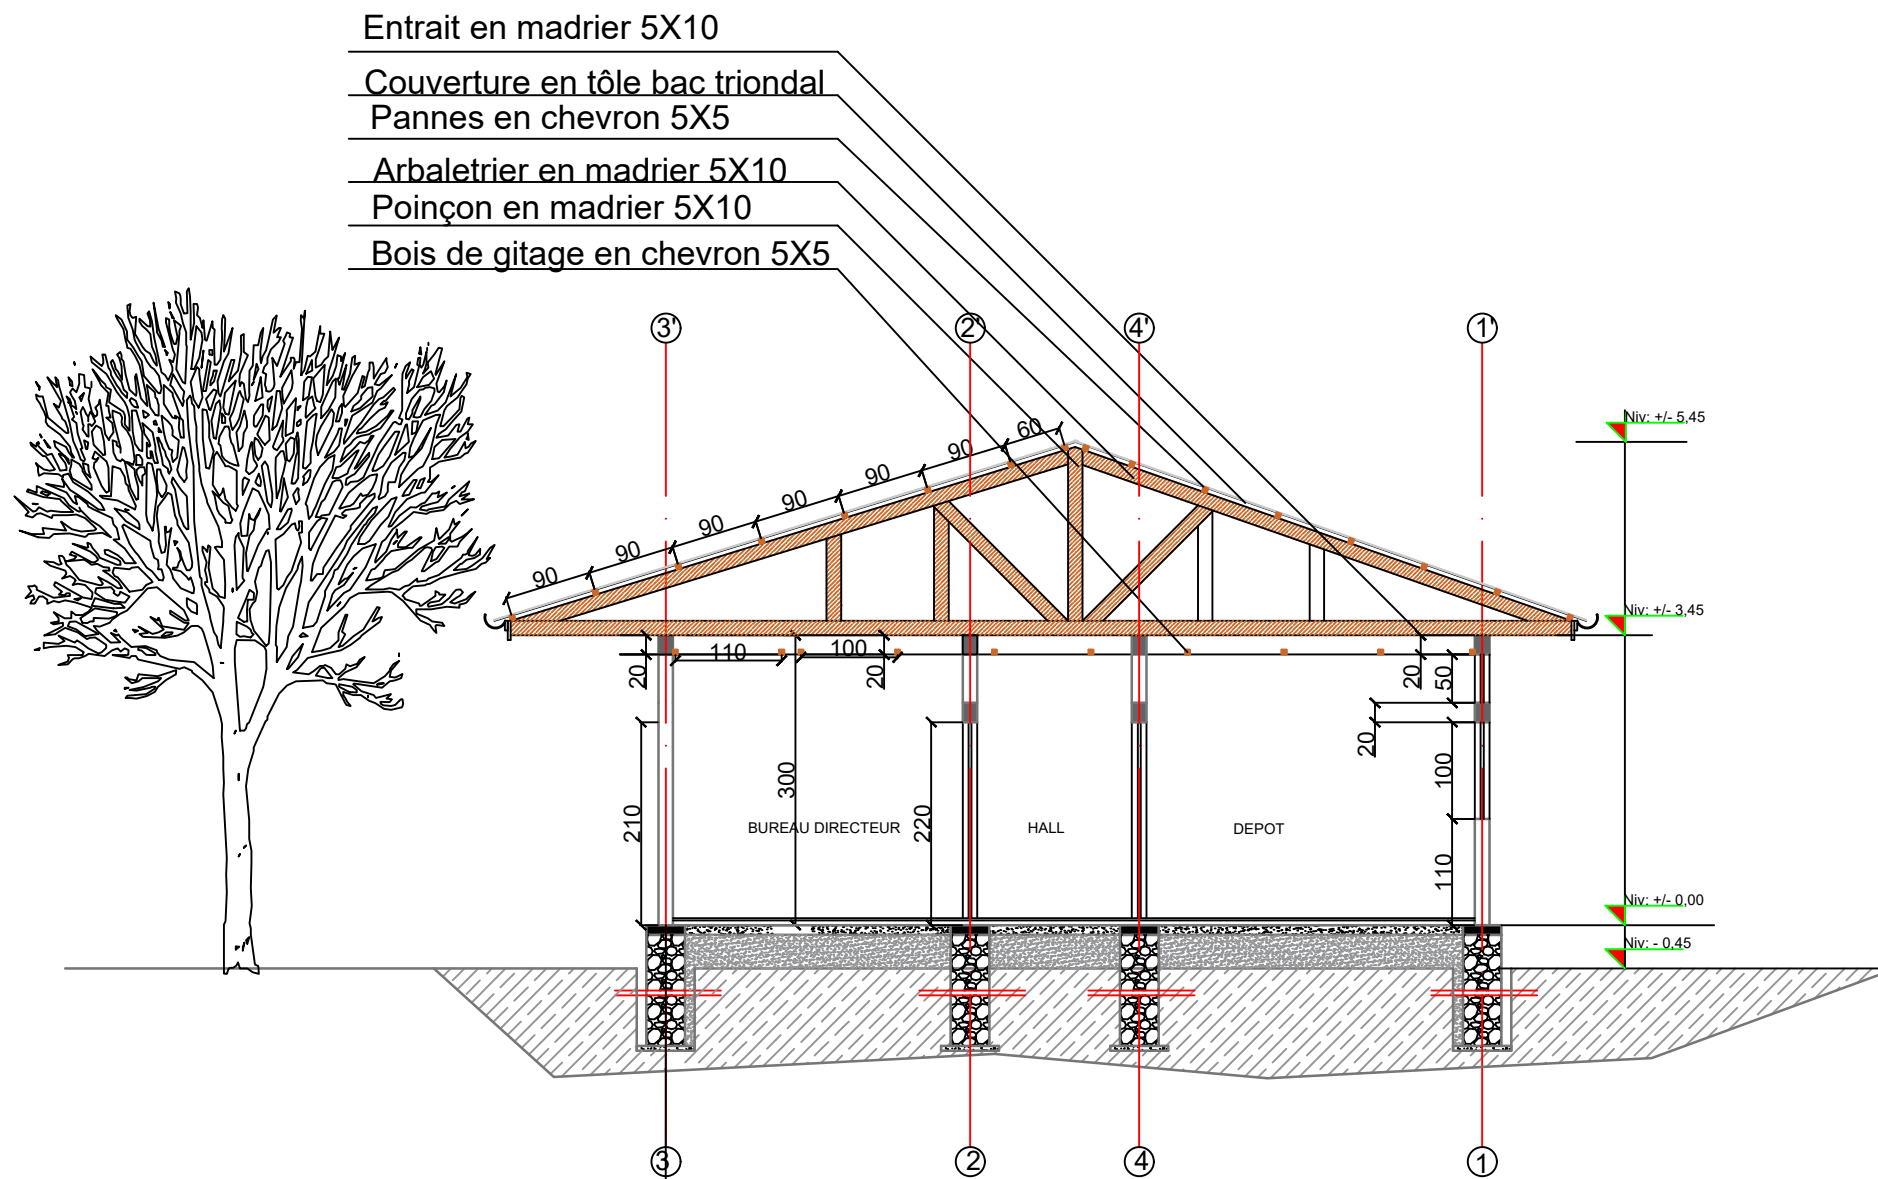 Entrait en madrier 5X10
Couverture en tôle bac triondal
Pannes en chevron 5X5
Arbaletrier en madrier 5X10
Poinçon en madrier 5X10
Bois de gitage en chevron 5X5
3' 2' 4' 1'
Niv: +/- 5,45
60
90
90
90
90
90
90
Niv: +/- 3,45
20 110 100 20 20 50
20
210 300 220 100
BUREAU DIRECTEUR HALL DEPOT
110
Niv: +/- 0,00
Niv: - 0,45
3 2 4 1